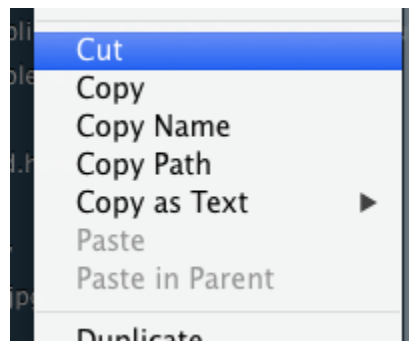 Cut
Copy
Copy Name
Copy Path
Copy as Text
Paste
Paste in Parent
Duplicate